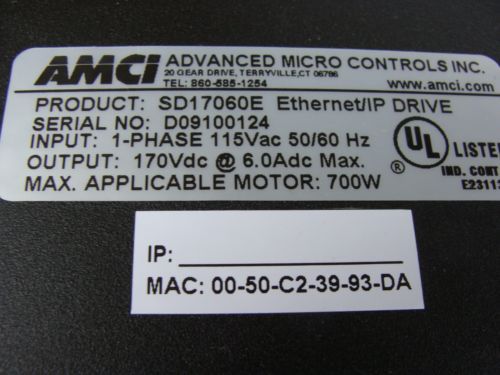 AMCI ADVANCED MICRO CONTROLS INC.
20 GEAR DRIVE, TERRYVILLE,CT 06786
TEL: 860-585-1254 www.amci.com
PRODUCT: SD17060E Ethernet/IP DRIVE
SERIAL NO: D09100124
INPUT: 1-PHASE 115Vac 50/60 Hz
OUTPUT: 170Vdc @ 6.0Adc Max.
MAX. APPLICABLE MOTOR: 700W
UL ® LISTE
IND. CONT
E2311
IP: ____________
MAC: 00-50-C2-39-93-DA